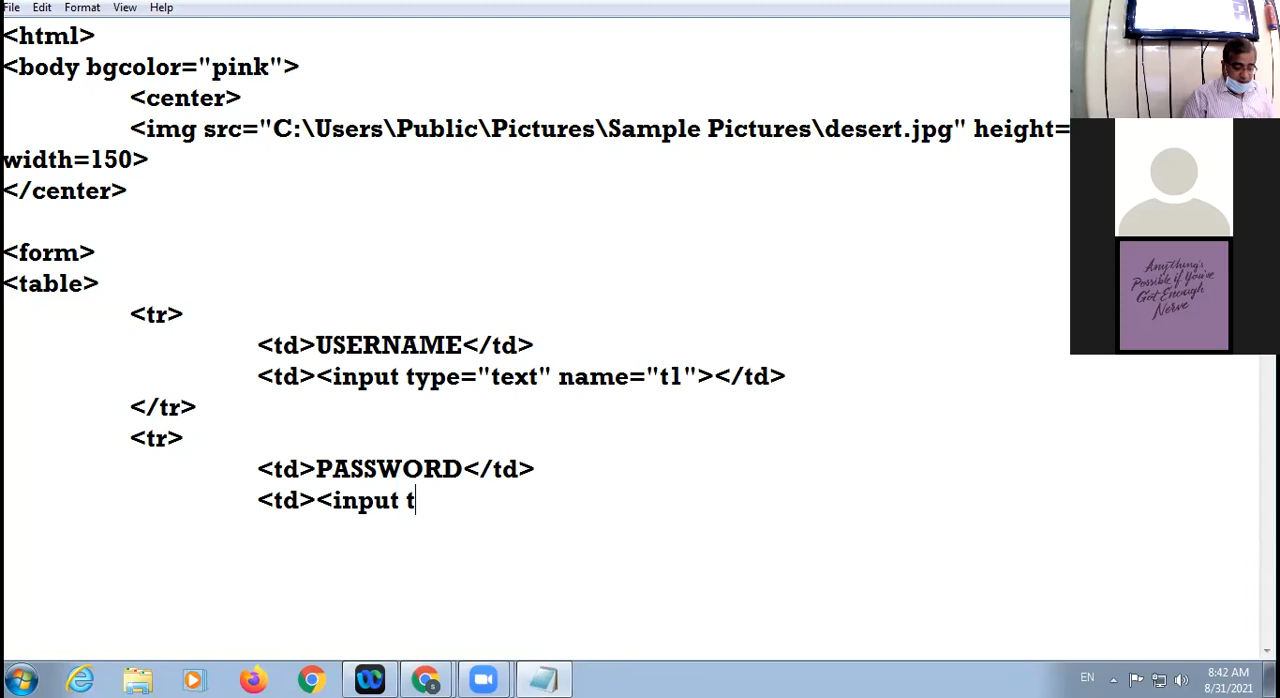 File Edit Format View Help
<html>
<body bgcolor="pink">
<center>
<img src="C:\Users\Public\Pictures\Sample Pictures\desert.jpg" height=
width=150>
</center>
<form>
<table>
<tr>
<td>USERNAME</td>
<td><input type="text" name="t1"></td>
</tr>
<tr>
<td>PASSWORD</td>
<td><input t
Anything's
Possible if You've
Got Enough
Nerve
EN
8:42 AM
8/31/2021